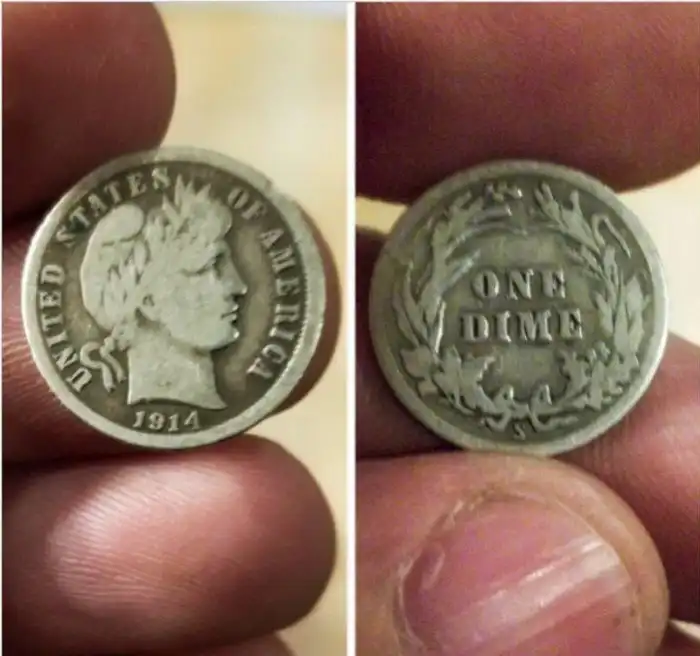 UNITED STATES OF AMERICA
1914
ONE
DIME
S